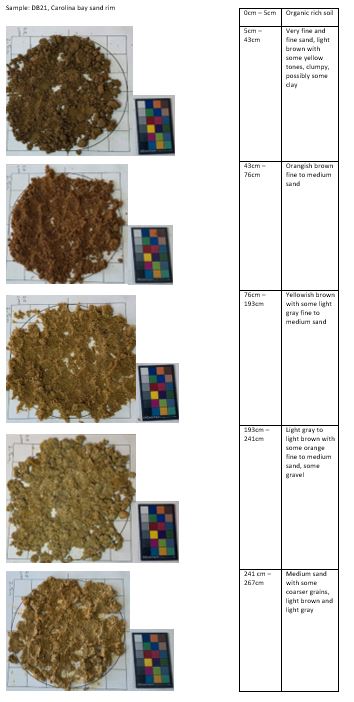 Sample: DB21, Carolina bay sand rim
0cm – 5cm
Organic rich soil
5cm –
43cm
Very fine and
fine sand, light
brown with
some yellow
tones, clumpy,
possibly some
clay
43cm –
76cm
Orangish brown
fine to medium
sand
76cm –
193cm
Yellowish brown
with some light
gray fine to
medium sand
193cm –
241cm
Light gray to
light brown with
some orange
fine to medium
sand, some
gravel
241 cm –
267cm
Medium sand
with some
coarser grains,
light brown and
light gray